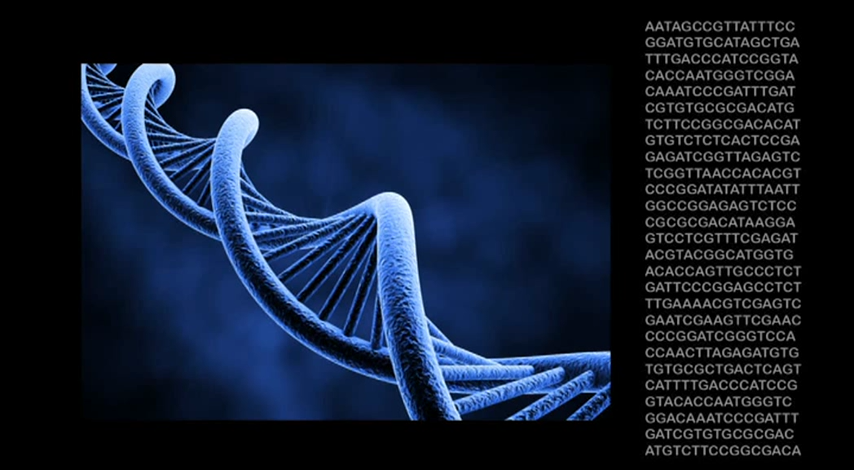 AATAGCCGTTATTTCC
GGATGTGCATAGCTGA
TTTGACCCATCCGGTA
CACCAATGGGTCGGA
CAAATCCCGATTTGAT
CGTGTGCGCGACATG
TCTTCCGGCGACACAT
GTGTCTCTCACTCCGA
GAGATCGGTTAGAGTC
TCGGTTAACCACACGT
CCCGGATATATTTAATT
GGCCGGAGAGTCTCC
CGCGCGACATAAGGA
GTCCTCGTTTCGAGAT
ACGTACGGCATGGTG
ACACCAGTTGCCCTCT
GATTCCCGGAGCCTCT
TTGAAAACGTCGAGTC
GAATCGAAGTTCGAAC
CCCGGATCGGGTCCA
CCAACTTAGAGATGTG
TGTGCGCTGACTCAGT
CATTTTGACCCATCCG
GTACACCAATGGGTC
GGACAAATCCCGATTT
GATCGTGTGCGCGAC
ATGTCTTCCGGCGACA